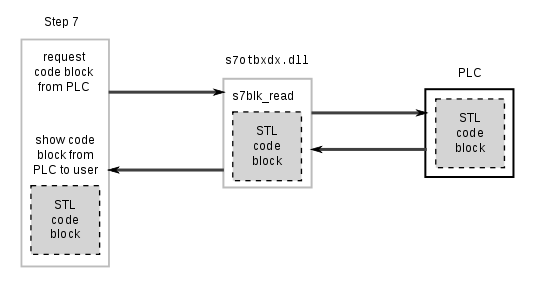 Step 7
request
code block
from PLC
show code
block from
PLC to user
STL
code
block
s7otbxdx.dll
s7blk_read
STL
code
block
PLC
STL
code
block